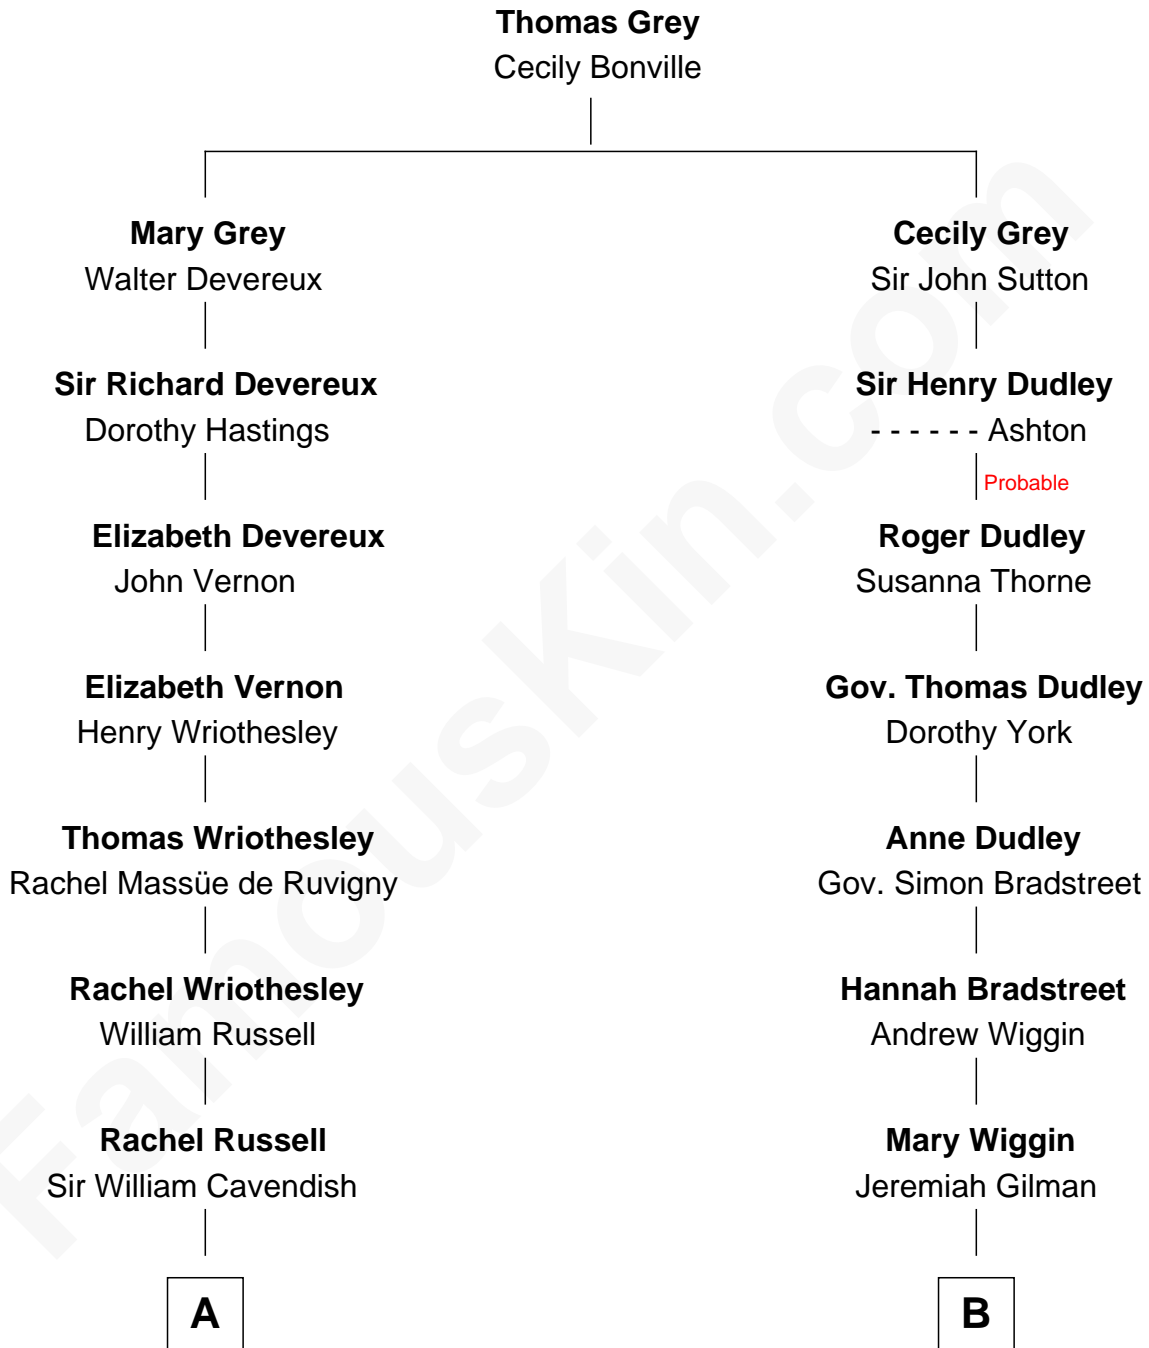 Thomas Grey
Cecily Bonville
Mary Grey
Walter Devereux
Cecily Grey
Sir John Sutton
Sir Richard Devereux
Dorothy Hastings
Sir Henry Dudley
- - - - - - Ashton
Probable
Elizabeth Devereux
John Vernon
Roger Dudley
Susanna Thorne
Elizabeth Vernon
Henry Wriothesley
Gov. Thomas Dudley
Dorothy York
Thomas Wriothesley
Rachel Massüe de Ruvigny
Anne Dudley
Gov. Simon Bradstreet
Rachel Wriothesley
William Russell
Hannah Bradstreet
Andrew Wiggin
Rachel Russell
Sir William Cavendish
Mary Wiggin
Jeremiah Gilman
A
B
FamousKin.com